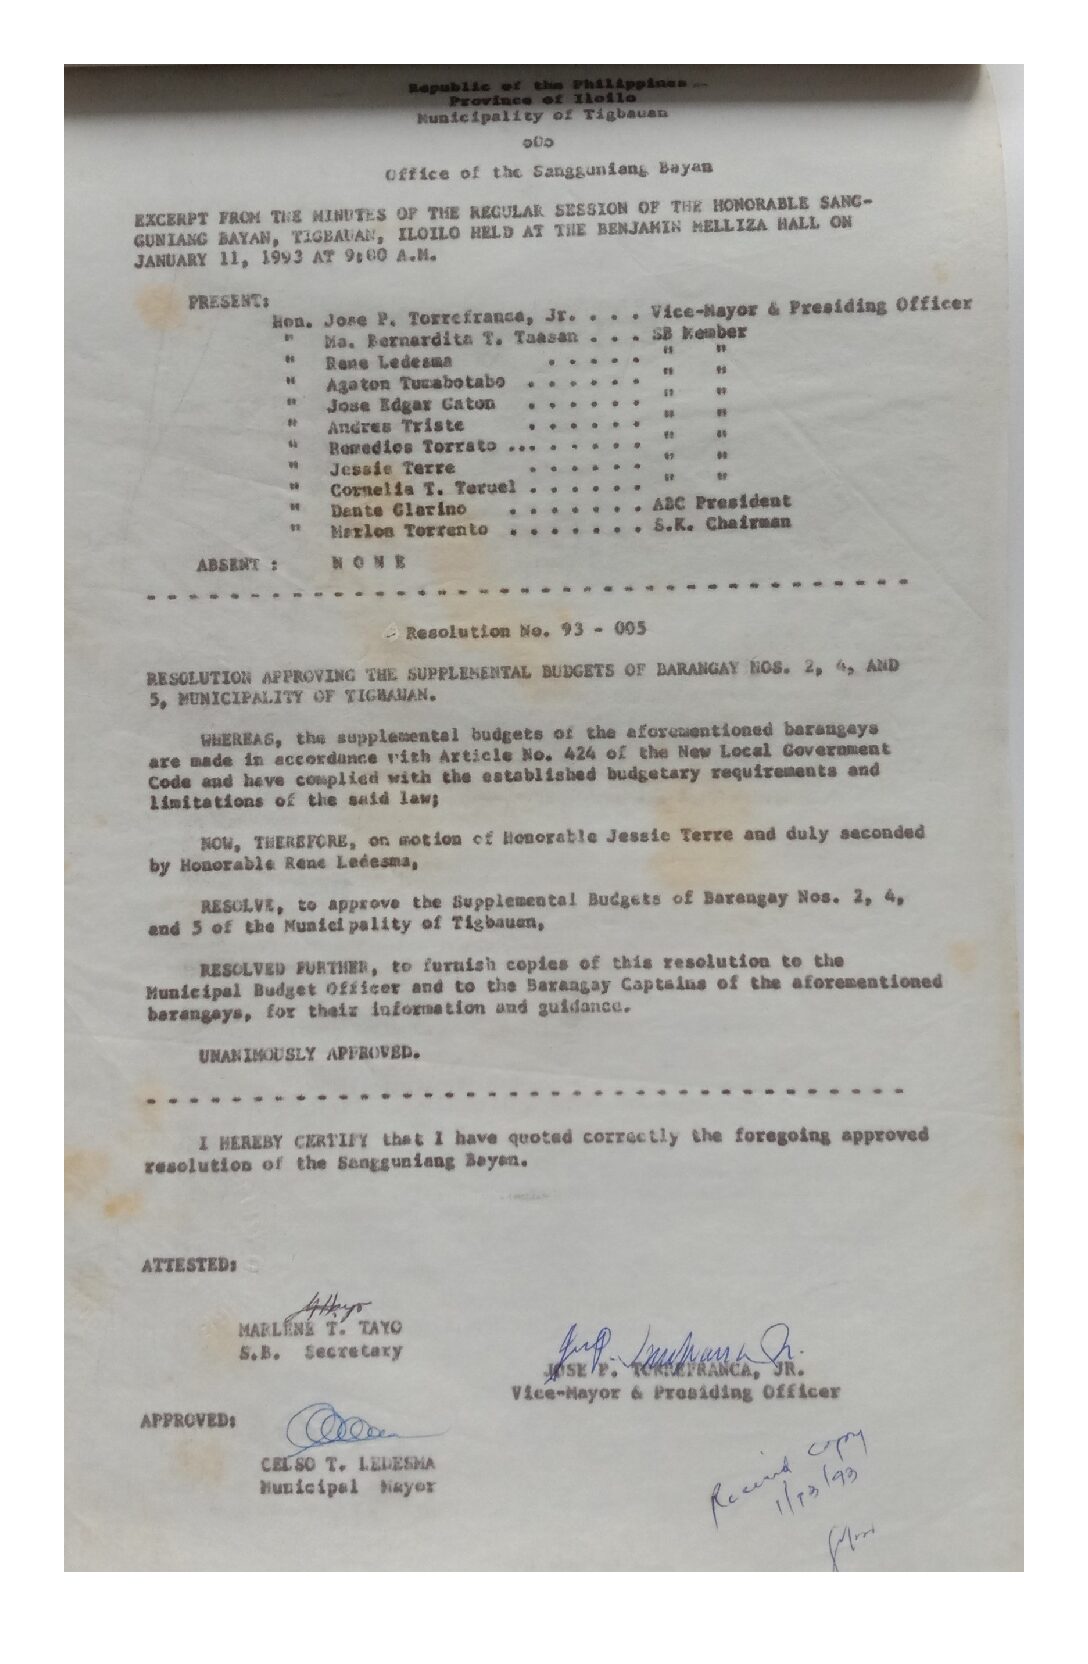 Republic of the Philippines
Province of Iloilo
Municipality of Tigbauan
oOo
Office of the Sangguniang Bayan
EXCERPT FROM THE MINUTES OF THE REGULAR SESSION OF THE HONORABLE SANG-
GUNIANG BAYAN, TIGBAUAN, ILOILO HELD AT THE BENJAMIN MELLIZA HALL ON
JANUARY 11, 1993 AT 9:00 A.M.
PRESENT:
Hon. Jose P. Torrefranca, Jr. . . . Vice-Mayor & Presiding Officer
" Ma. Bernardita T. Taasan . . . SB Member
" Rene Ledesma . . . . . " "
" Agaton Tucabotabo . . . . . . " "
" Jose Edgar Caton . . . . . . " "
" Andres Triste . . . . . . " "
" Remedios Torrato ... . . . . . " "
" Jessie Terre . . . . . . " "
" Cornelia T. Teruel . . . . . . " "
" Dante Glarino . . . . . . . ABC President
" Marlon Torrento . . . . . . . S.K. Chairman
ABSENT : N O N E
Resolution No. 93 - 005
RESOLUTION APPROVING THE SUPPLEMENTAL BUDGETS OF BARANGAY NOS. 2, 4, AND
5, MUNICIPALITY OF TIGBAUAN.
WHEREAS, the supplemental budgets of the aforementioned barangays
are made in accordance with Article No. 424 of the New Local Government
Code and have complied with the established budgetary requirements and
limitations of the said law;
NOW, THEREFORE, on motion of Honorable Jessie Terre and duly seconded
by Honorable Rene Ledesma,
RESOLVE, to approve the Supplemental Budgets of Barangay Nos. 2, 4,
and 5 of the Municipality of Tigbauan,
RESOLVED FURTHER, to furnish copies of this resolution to the
Municipal Budget Officer and to the Barangay Captains of the aforementioned
barangays, for their information and guidance.
UNANIMOUSLY APPROVED.
I HEREBY CERTIFY that I have quoted correctly the foregoing approved
resolution of the Sangguniang Bayan.
ATTESTED:
MARLENE T. TAYO
S.B. Secretary
JOSE P. TORREFRANCA, JR.
Vice-Mayor & Presiding Officer
APPROVED:
CELSO T. LEDESMA
Municipal Mayor
Received copy